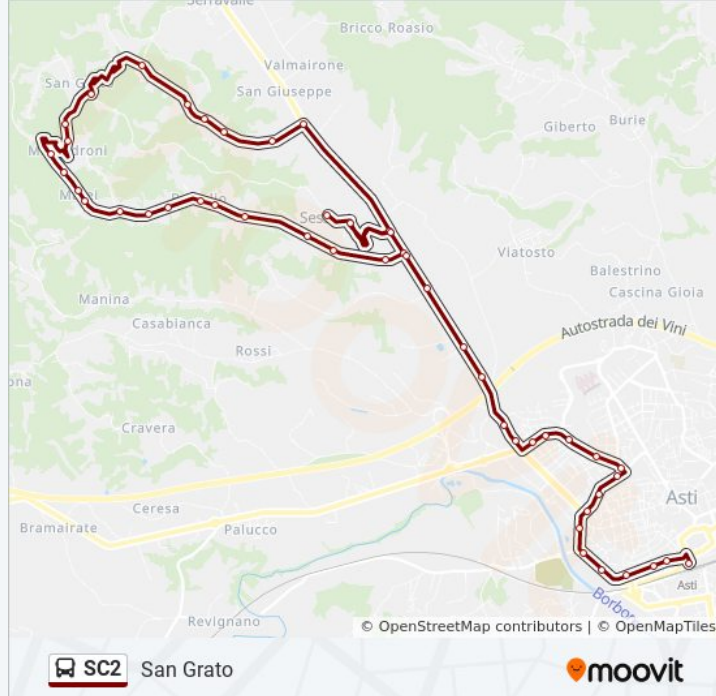 Serravalle
Bricco Roasio
Valmairone
San Giuseppe
Giberto
Burie
Viatosto
Balestrino
Cascina Gioia
Manina
Casabianca
Autostrada dei Vini
Rossi
Cravera
Asti
Ceresa
Bramairate
Palucco
Asti
Revignano
© OpenStreetMap contributors | © OpenMapTiles
SC2 San Grato
moovit